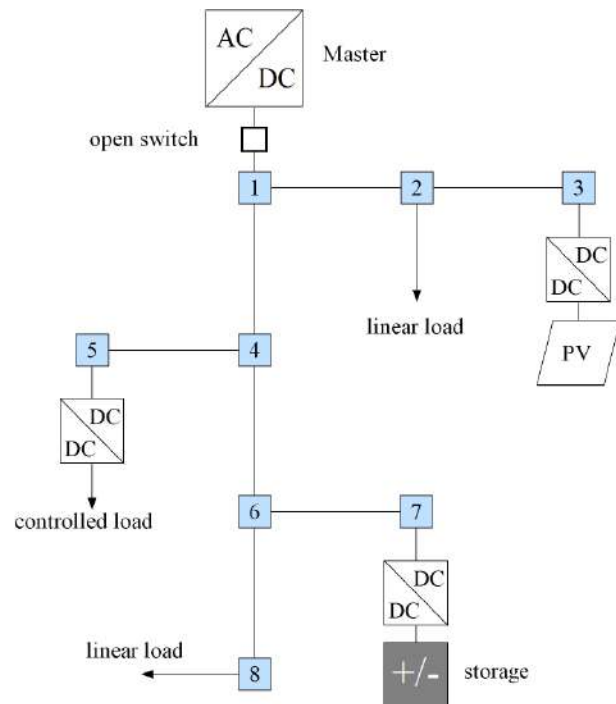 AC
DC
Master
open switch
1
2
3
DC
DC
linear load
PV
5
4
DC
DC
controlled load
6
7
DC
DC
linear load
8
+/-
storage